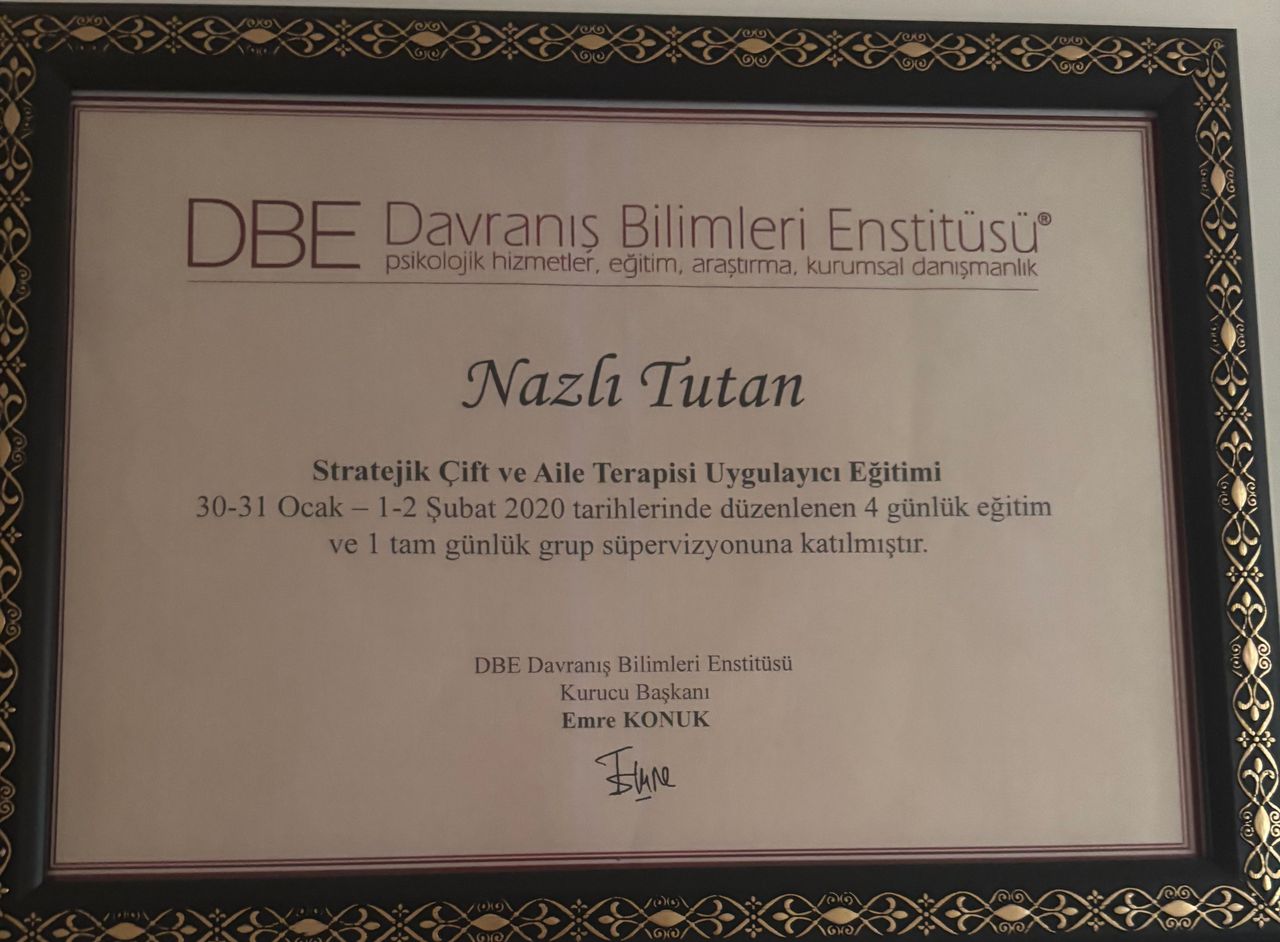 DBE Davranış Bilimleri Enstitüsü®
psikolojik hizmetler, eğitim, araştırma, kurumsal danışmanlık
Nazlı Tutan
Stratejik Çift ve Aile Terapisi Uygulayıcı Eğitimi
30-31 Ocak – 1-2 Şubat 2020 tarihlerinde düzenlenen 4 günlük eğitim
ve 1 tam günlük grup süpervizyonuna katılmıştır.
DBE Davranış Bilimleri Enstitüsü
Kurucu Başkanı
Emre KONUK
Emre